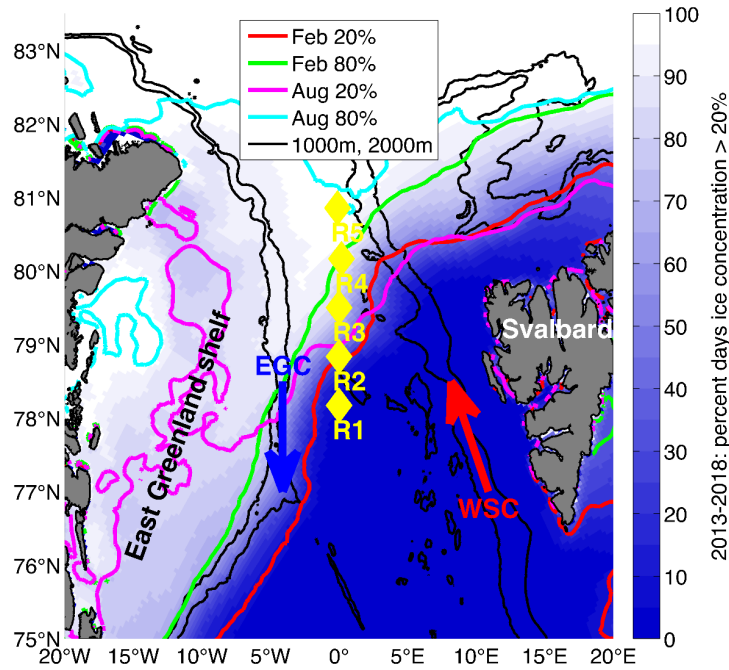 83°N
82°N
81°N
80°N
79°N
78°N
77°N
76°N
75°N
20°W
15°W
10°W
5°W
0°
5°E
10°E
15°E
20°E
Feb 20%
Feb 80%
Aug 20%
Aug 80%
1000m, 2000m
R5
R4
R3
R2
R1
EGC
WSC
Svalbard
East Greenland shelf
100
90
80
70
60
50
40
30
20
10
0
2013-2018: percent days ice concentration > 20%